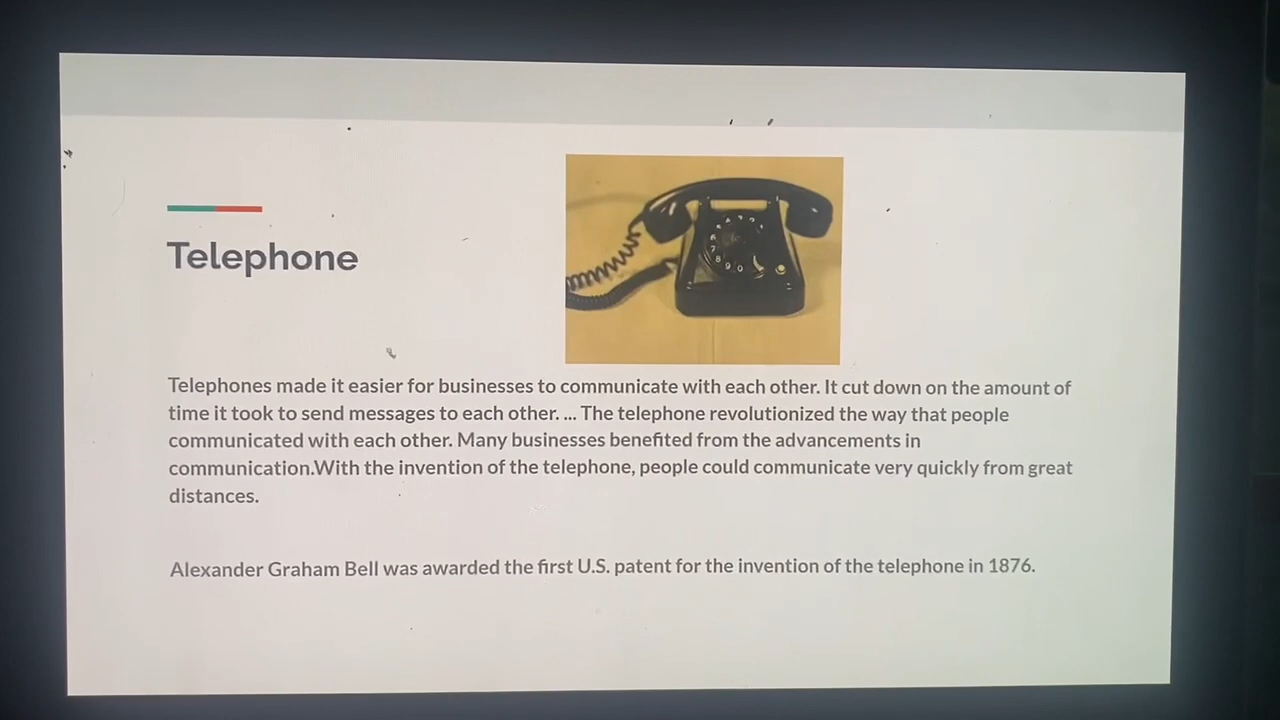 Telephone
Telephones made it easier for businesses to communicate with each other. It cut down on the amount of
time it took to send messages to each other. ... The telephone revolutionized the way that people
communicated with each other. Many businesses benefited from the advancements in
communication.With the invention of the telephone, people could communicate very quickly from great
distances.
Alexander Graham Bell was awarded the first U.S. patent for the invention of the telephone in 1876.